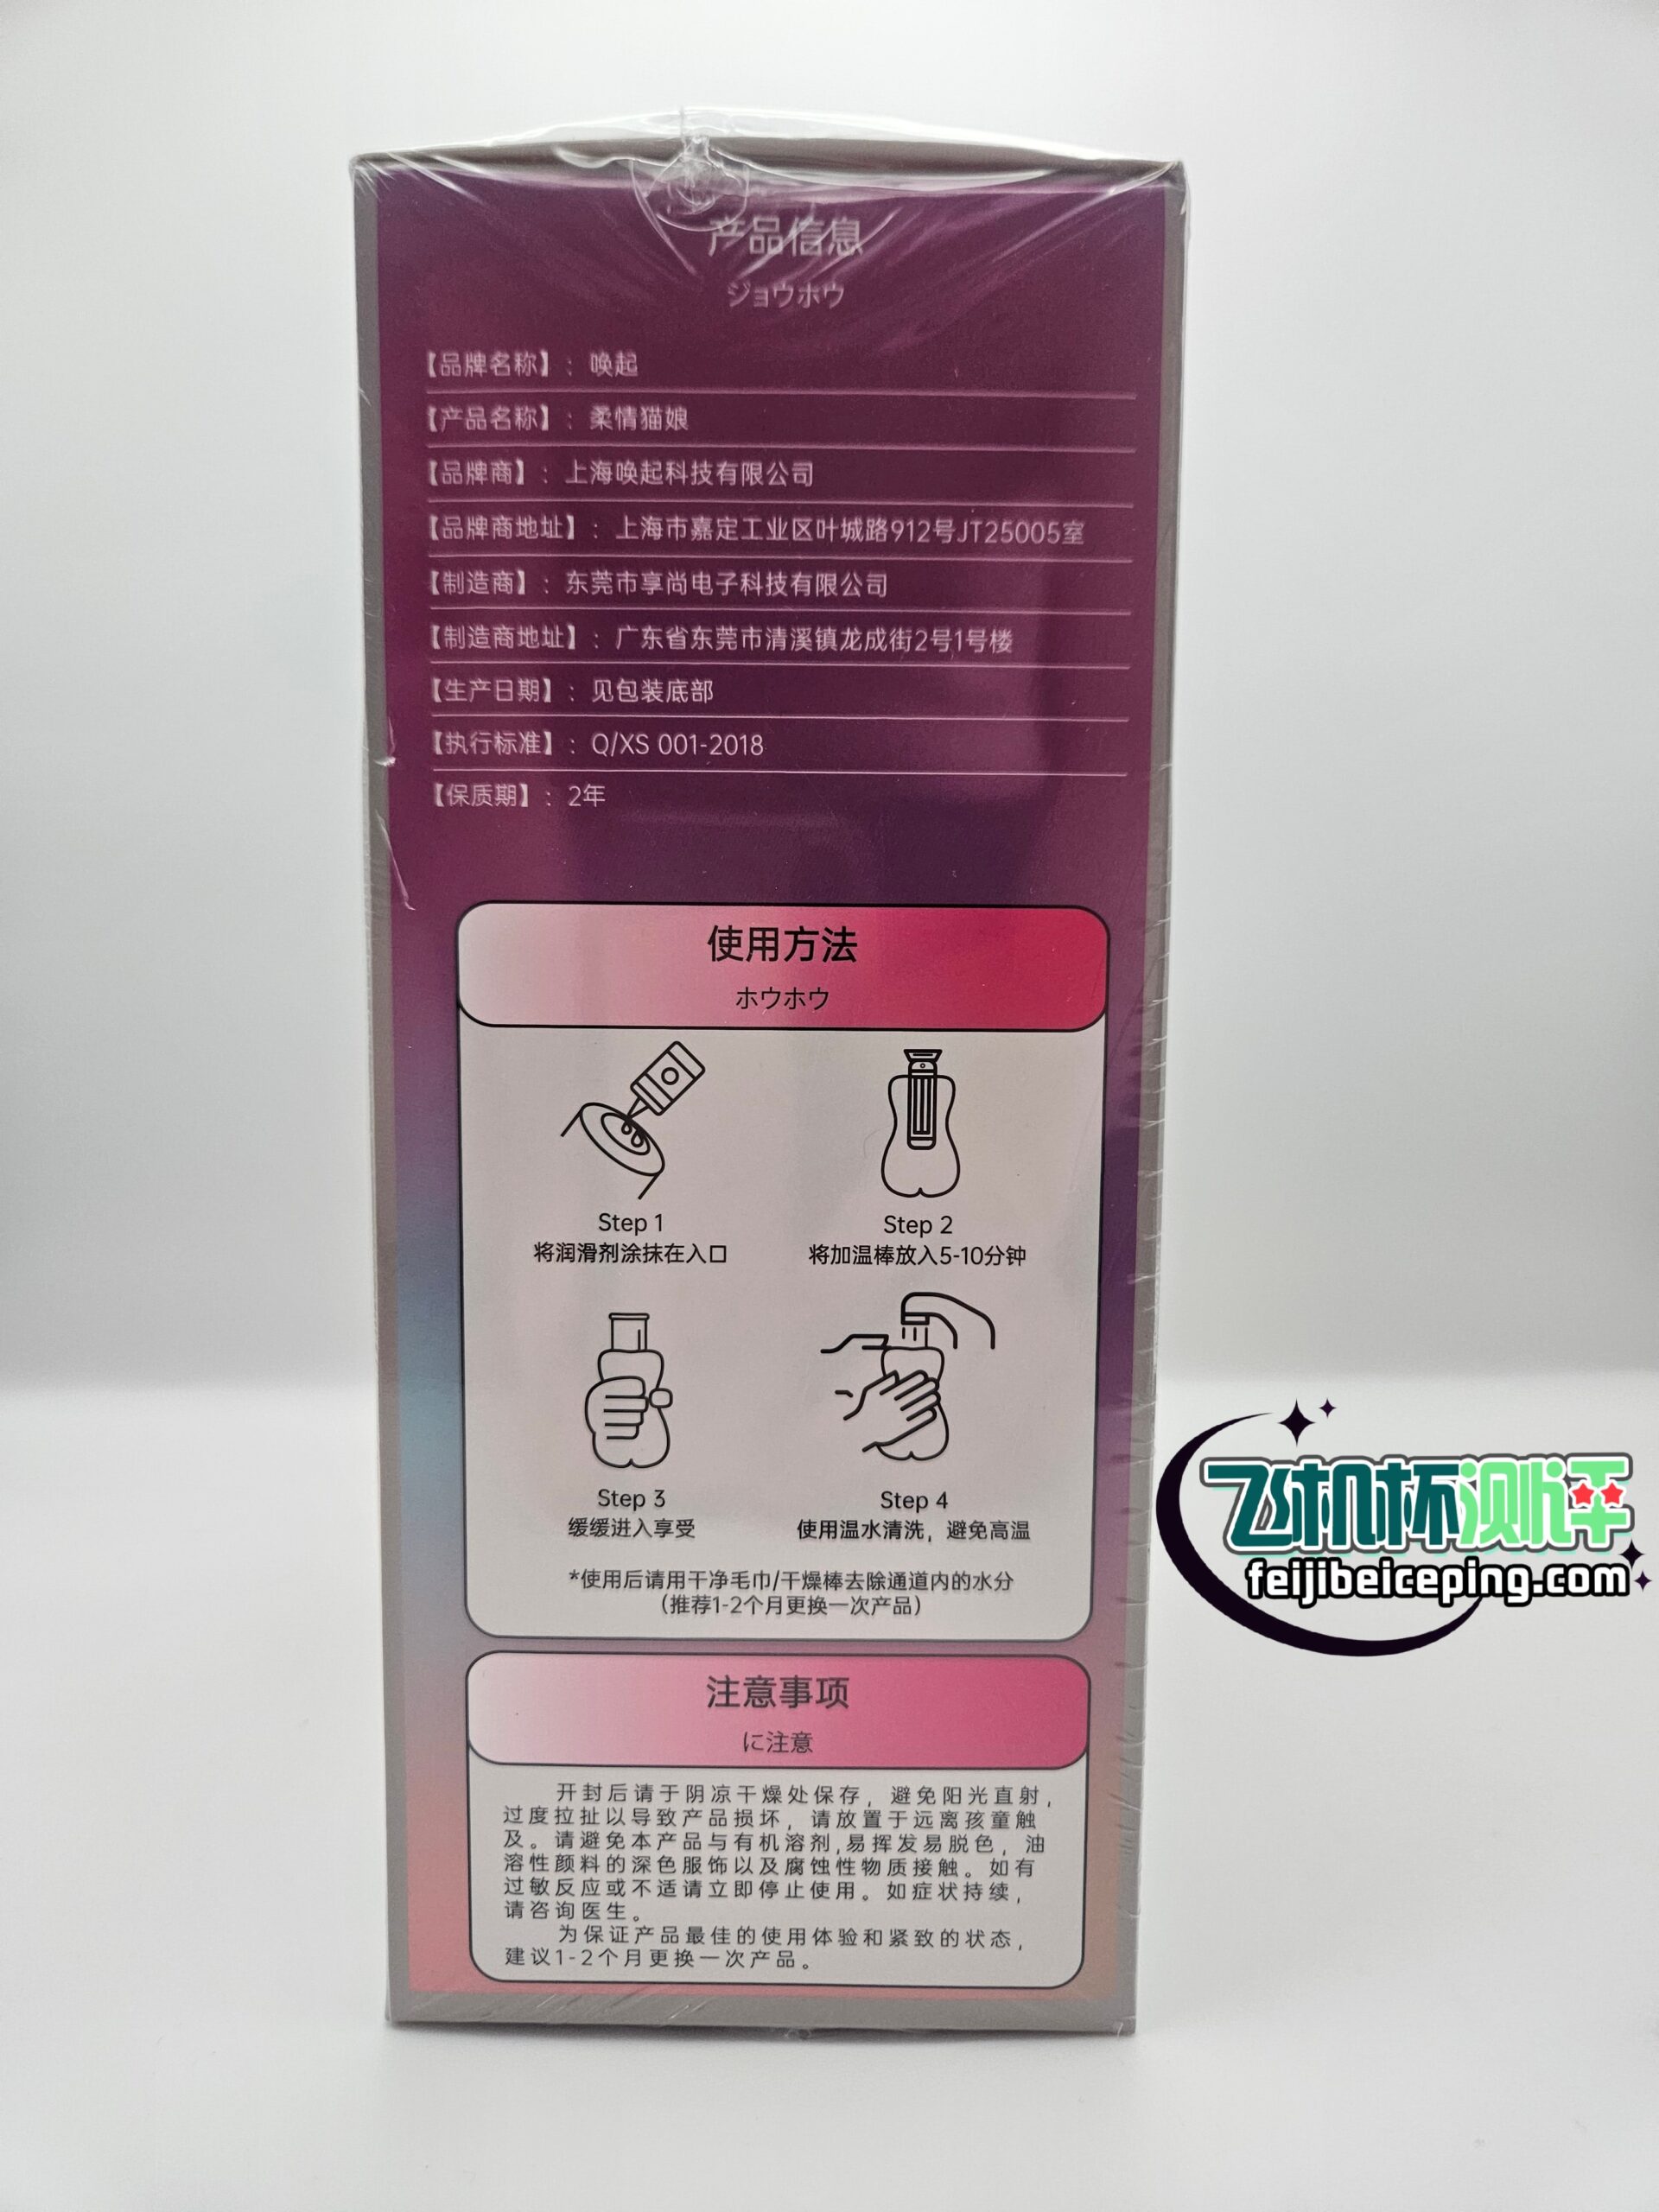 产品信息
ジョウホウ
【品牌名称】：唤起
【产品名称】：柔情猫娘
【品牌商】：上海唤起科技有限公司
【品牌商地址】：上海市嘉定工业区叶城路912号JT25005室
【制造商】：东莞市享尚电子科技有限公司
【制造商地址】：广东省东莞市清溪镇龙成街2号1号楼
【生产日期】：见包装底部
【执行标准】：Q/XS 001-2018
【保质期】：2年
使用方法
ホウホウ
Step 1
将润滑剂涂抹在入口
Step 2
将加温棒放入5-10分钟
Step 3
缓缓进入享受
Step 4
使用温水清洗，避免高温
*使用后请用干净毛巾/干燥棒去除通道内的水分
（推荐1-2个月更换一次产品）
注意事项
に注意
开封后请于阴凉干燥处保存，避免阳光直射，
过度拉扯以导致产品损坏，请放置于远离孩童触
及。请避免本产品与有机溶剂,易挥发易脱色，油
溶性颜料的深色服饰以及腐蚀性物质接触。如有
过敏反应或不适请立即停止使用。如症状持续，
请咨询医生。
为保证产品最佳的使用体验和紧致的状态，
建议1-2个月更换一次产品。
飞机杯测评
feijibeiceping.com